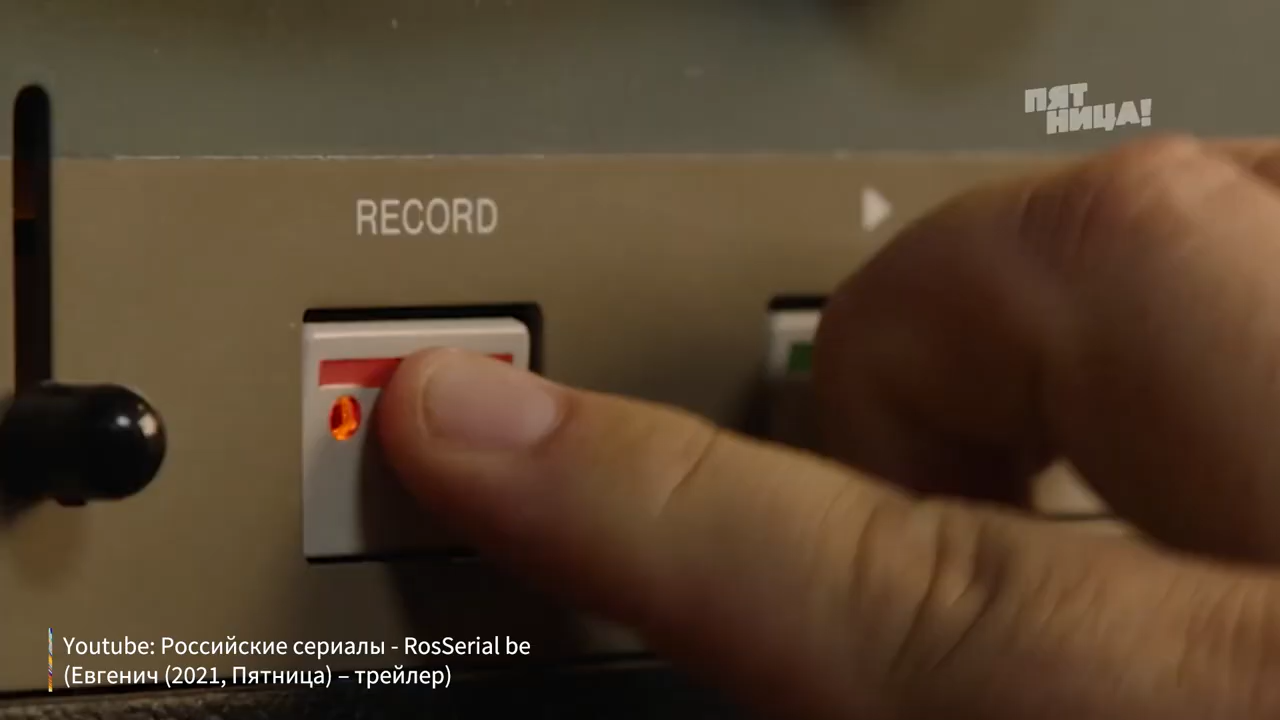 ПЯТ
НИЦА!
RECORD
Youtube: Российские сериалы - RosSerial be
(Евгенич (2021, Пятница) – трейлер)